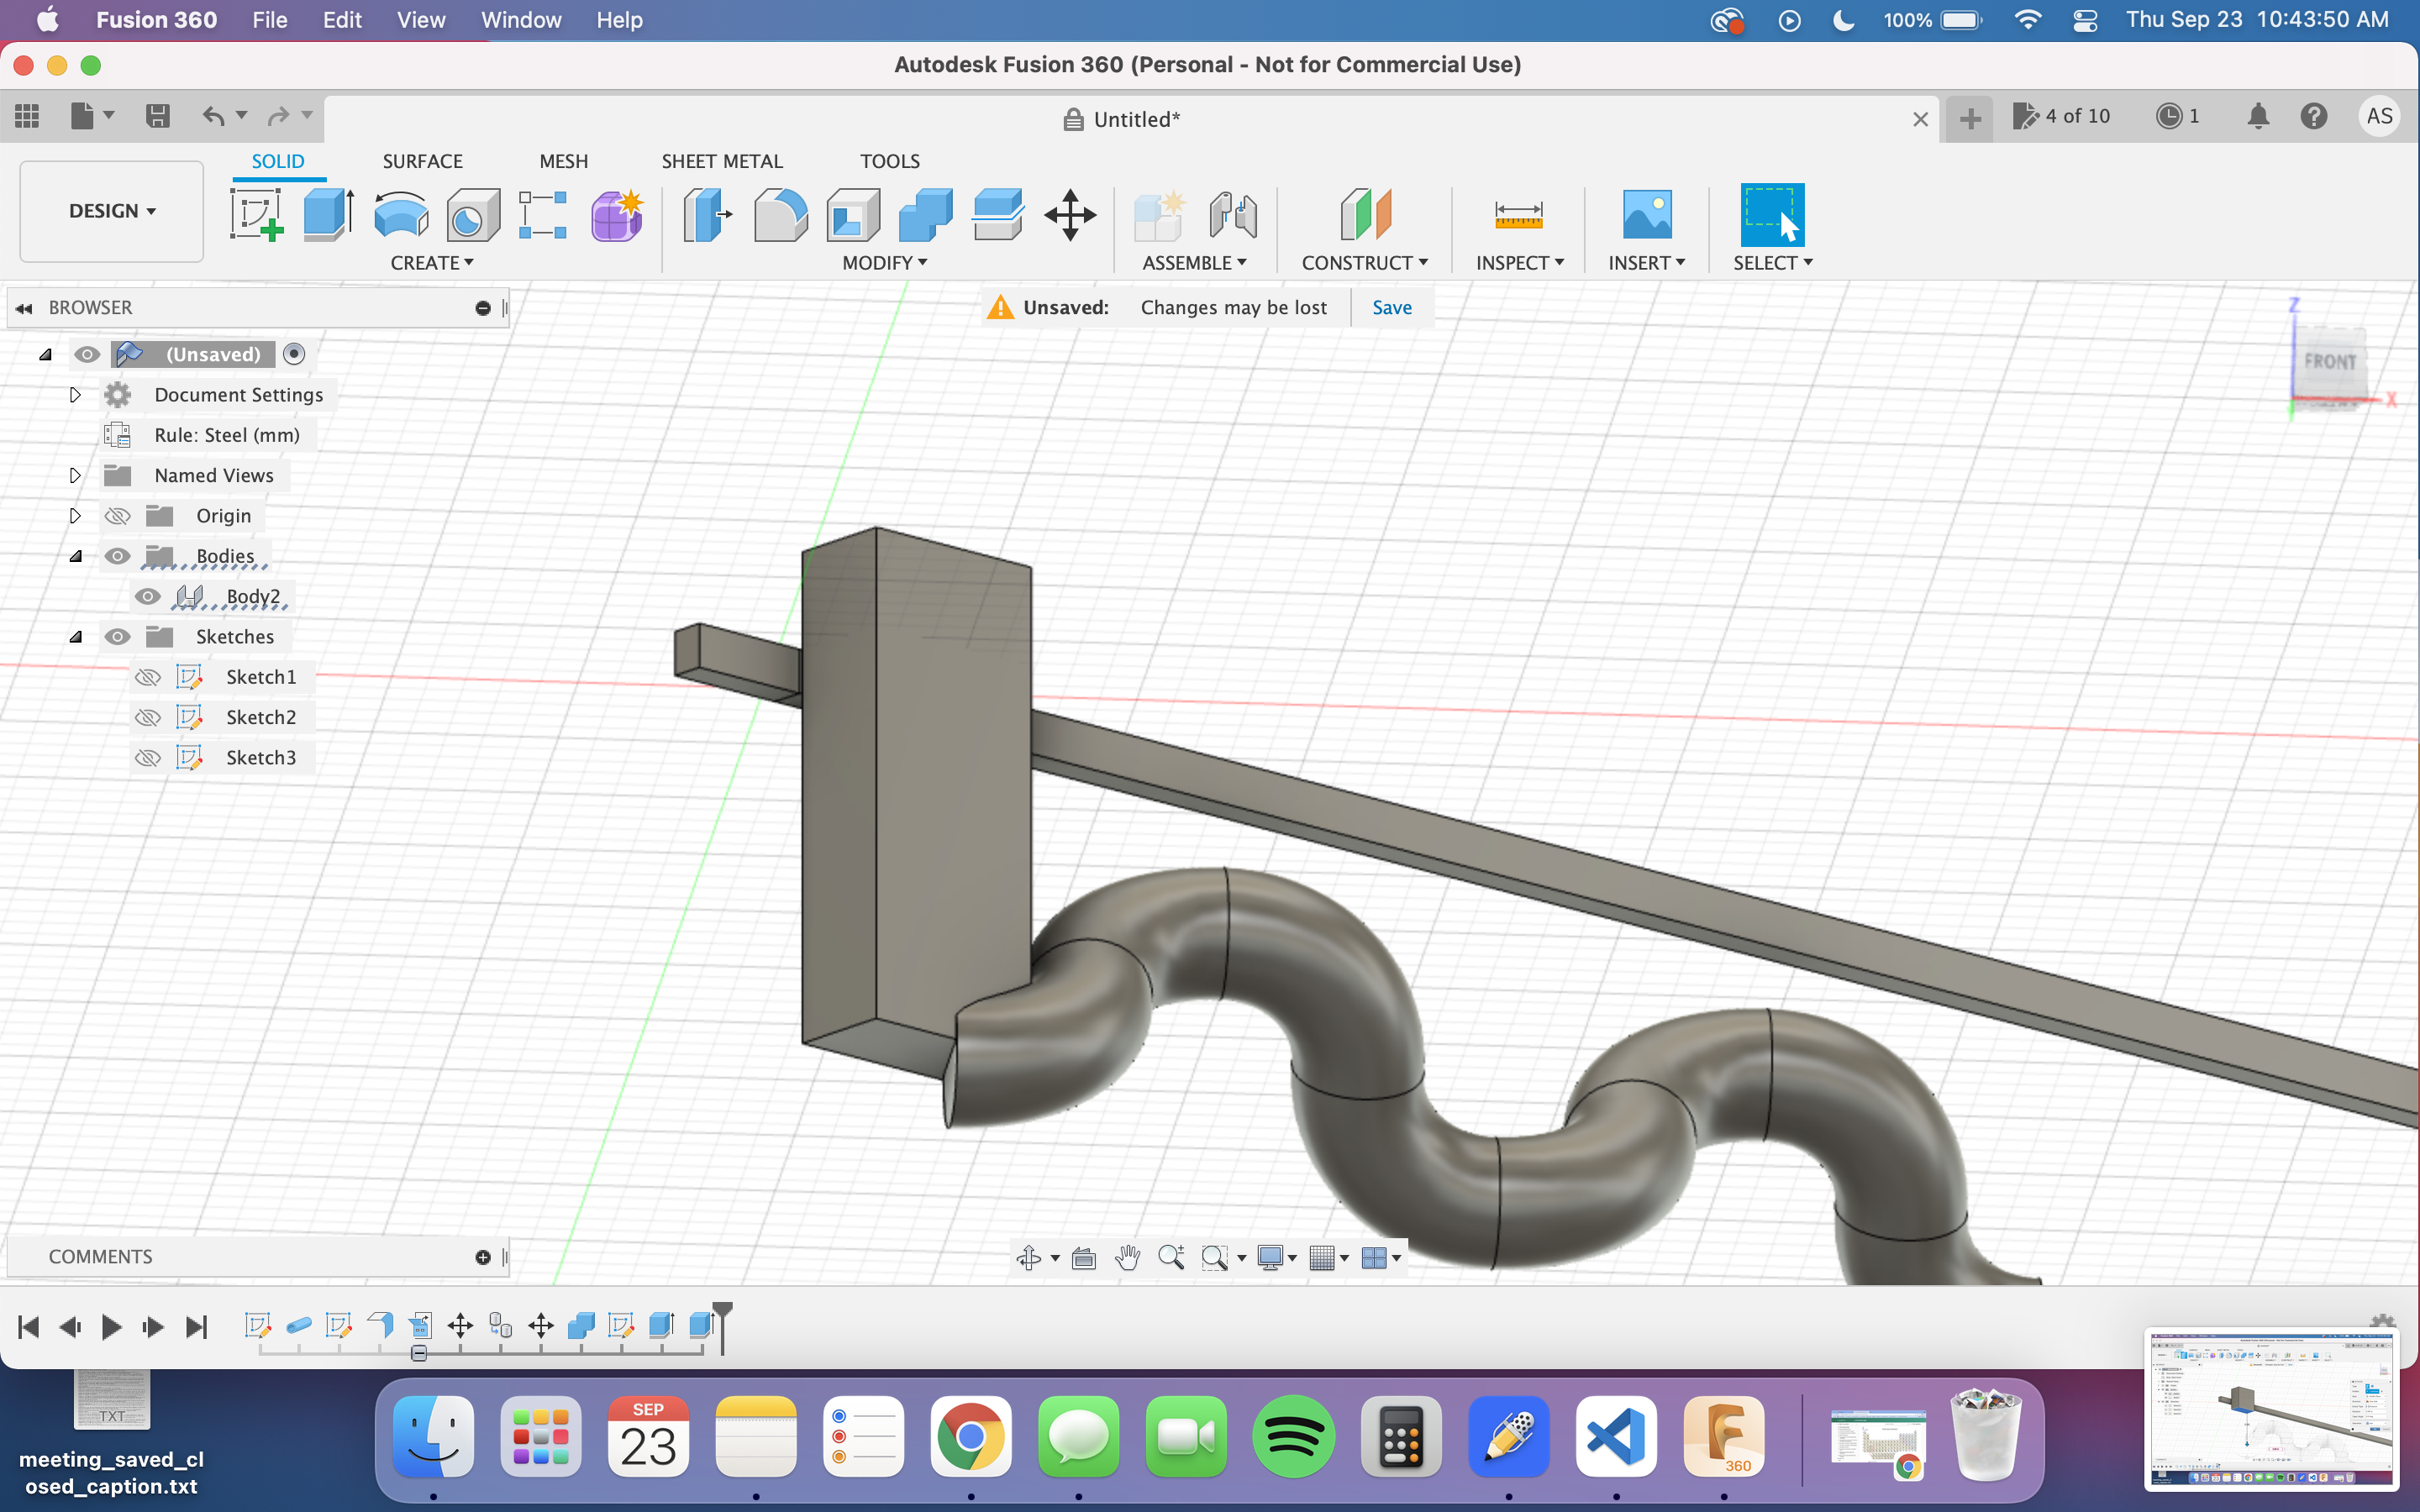 Fusion 360 File Edit View Window Help 100% Thu Sep 23 10:43:50 AM
Autodesk Fusion 360 (Personal - Not for Commercial Use)
Untitled* 4 of 10 1 AS
SOLID SURFACE MESH SHEET METAL TOOLS
DESIGN
CREATE MODIFY ASSEMBLE CONSTRUCT INSPECT INSERT SELECT
BROWSER
Unsaved: Changes may be lost Save
Z
FRONT
X
(Unsaved)
Document Settings
Rule: Steel (mm)
Named Views
Origin
Bodies
Body2
Sketches
Sketch1
Sketch2
Sketch3
COMMENTS
TXT
meeting_saved_cl
osed_caption.txt
SEP
23
360